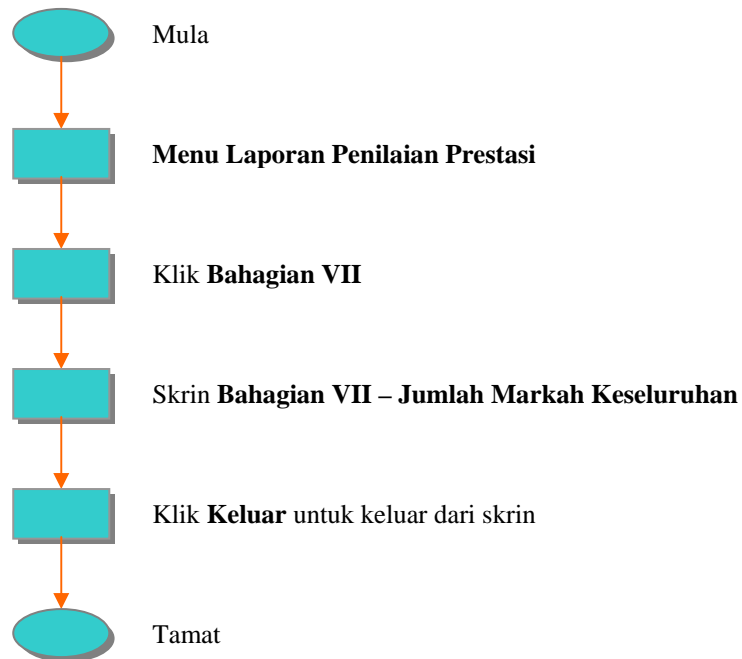 Mula
Menu Laporan Penilaian Prestasi
Klik Bahagian VII
Skrin Bahagian VII – Jumlah Markah Keseluruhan
Klik Keluar untuk keluar dari skrin
Tamat